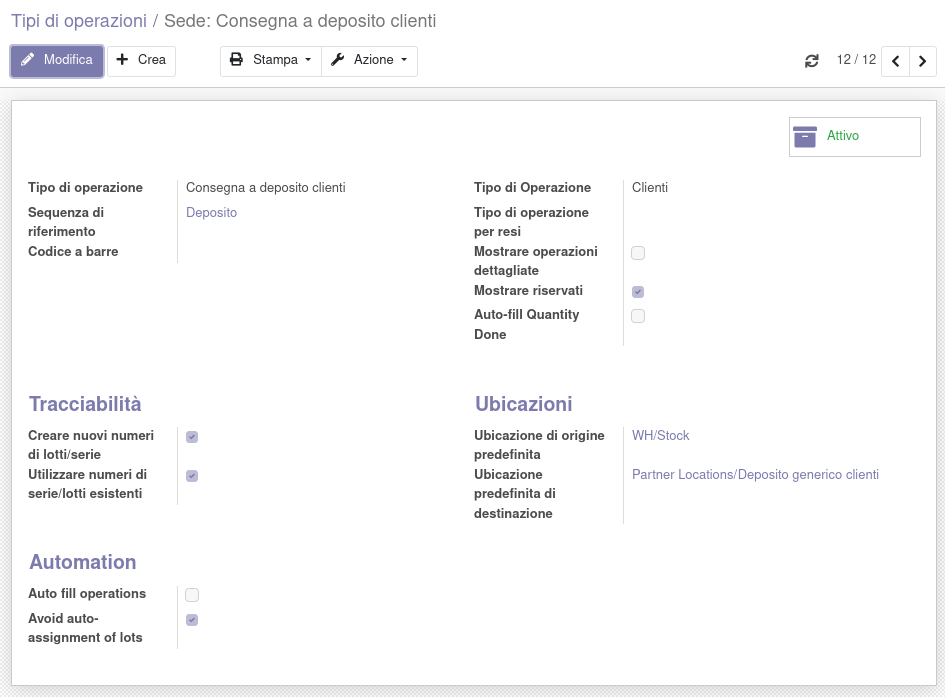 Tipi di operazioni / Sede: Consegna a deposito clienti
Modifica
Crea
Stampa
Azione
12 / 12
Attivo
Tipo di operazione
Consegna a deposito clienti
Sequenza di
riferimento
Deposito
Codice a barre
Tipo di Operazione
Clienti
Tipo di operazione
per resi
Mostrare operazioni
dettagliate
Mostrare riservati
Auto-fill Quantity
Done
Tracciabilità
Creare nuovi numeri
di lotti/serie
Utilizzare numeri di
serie/lotti esistenti
Ubicazioni
Ubicazione di origine
predefinita
WH/Stock
Ubicazione
predefinita di
destinazione
Partner Locations/Deposito generico clienti
Automation
Auto fill operations
Avoid auto-
assignment of lots